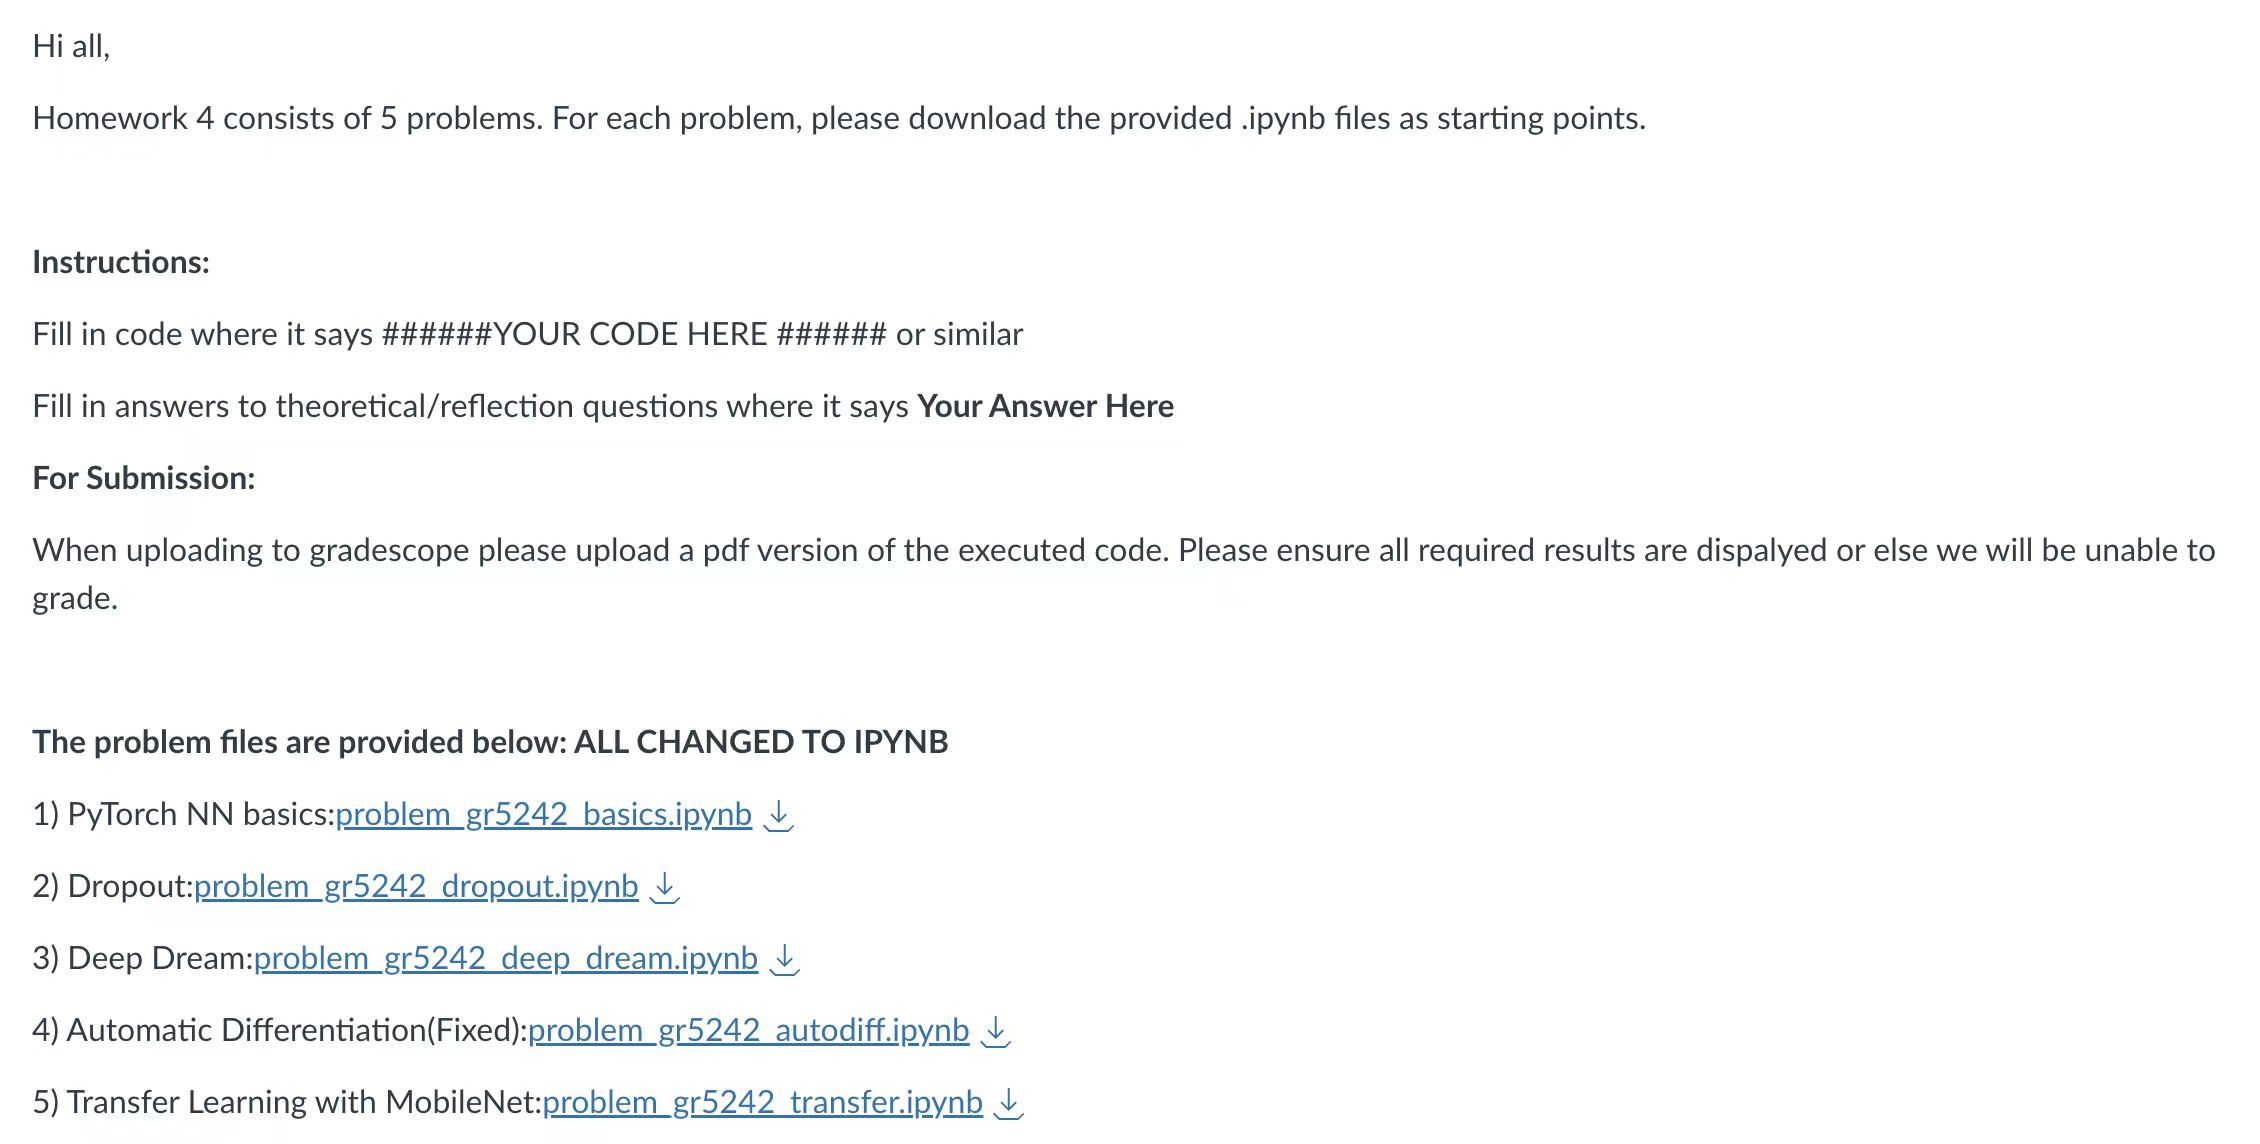 Hi all,
Homework 4 consists of 5 problems. For each problem, please download the provided .ipynb files as starting points.
Instructions:
Fill in code where it says ######YOUR CODE HERE ###### or similar
Fill in answers to theoretical/reflection questions where it says Your Answer Here
For Submission:
When uploading to gradescope please upload a pdf version of the executed code. Please ensure all required results are dispalyed or else we will be unable to
grade.
The problem files are provided below: ALL CHANGED TO IPYNB
1) PyTorch NN basics:problem_gr5242_basics.ipynb
2) Dropout:problem_gr5242_dropout.ipynb
3) Deep Dream:problem_gr5242_deep_dream.ipynb
4) Automatic Differentiation(Fixed):problem_gr5242_autodiff.ipynb
5) Transfer Learning with MobileNet:problem_gr5242_transfer.ipynb